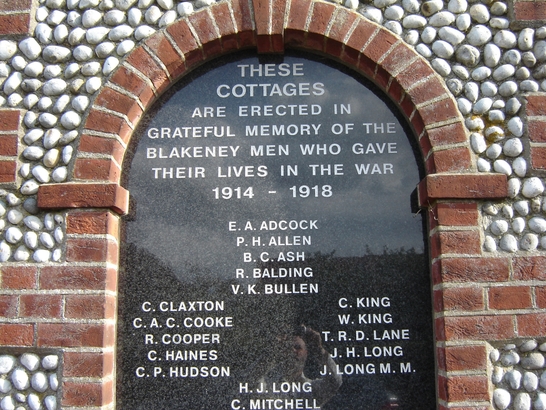 THESE
COTTAGES
ARE ERECTED IN
GRATEFUL MEMORY OF THE
BLAKENEY MEN WHO GAVE
THEIR LIVES IN THE WAR
1914 - 1918
E. A. ADCOCK
P. H. ALLEN
B. C. ASH
R. BALDING
V. K. BULLEN
C. CLAXTON
C. A. C. COOKE
R. COOPER
C. HAINES
C. P. HUDSON
C. KING
W. KING
T. R. D. LANE
J. H. LONG
J. LONG M. M.
H. J. LONG
C. MITCHELL